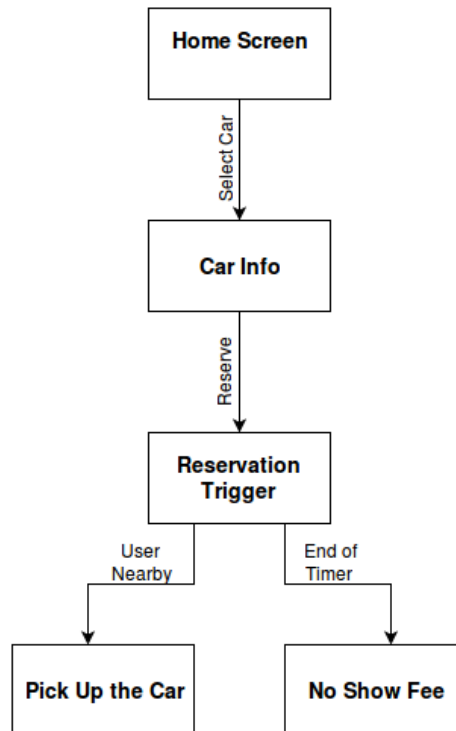 Home Screen
Select Car
Car Info
Reserve
Reservation
Trigger
User
Nearby
End of
Timer
Pick Up the Car
No Show Fee